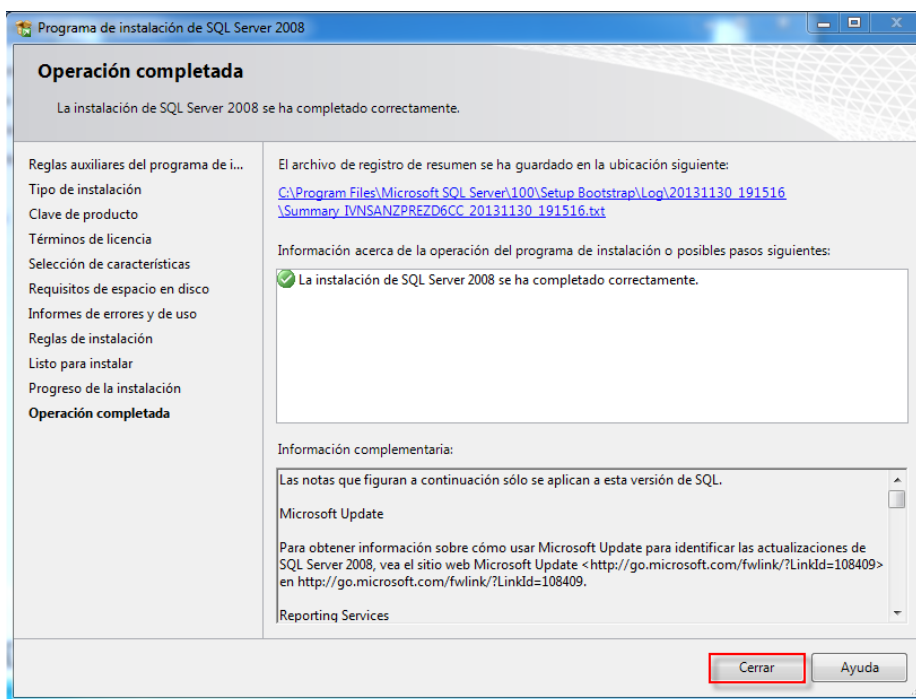 Programa de instalación de SQL Server 2008
Operación completada
La instalación de SQL Server 2008 se ha completado correctamente.
Reglas auxiliares del programa de i...
Tipo de instalación
Clave de producto
Términos de licencia
Selección de características
Requisitos de espacio en disco
Informes de errores y de uso
Reglas de instalación
Listo para instalar
Progreso de la instalación
Operación completada
El archivo de registro de resumen se ha guardado en la ubicación siguiente:
C:\Program Files\Microsoft SQL Server\100\Setup Bootstrap\Log\20131130_191516
\Summary_IVNSANZPREZD6CC_20131130_191516.txt
Información acerca de la operación del programa de instalación o posibles pasos siguientes:
La instalación de SQL Server 2008 se ha completado correctamente.
Información complementaria:
Las notas que figuran a continuación sólo se aplican a esta versión de SQL.
Microsoft Update
Para obtener información sobre cómo usar Microsoft Update para identificar las actualizaciones de
SQL Server 2008, vea el sitio web Microsoft Update <http://go.microsoft.com/fwlink/?LinkId=108409>
en http://go.microsoft.com/fwlink/?LinkId=108409.
Reporting Services
Cerrar
Ayuda